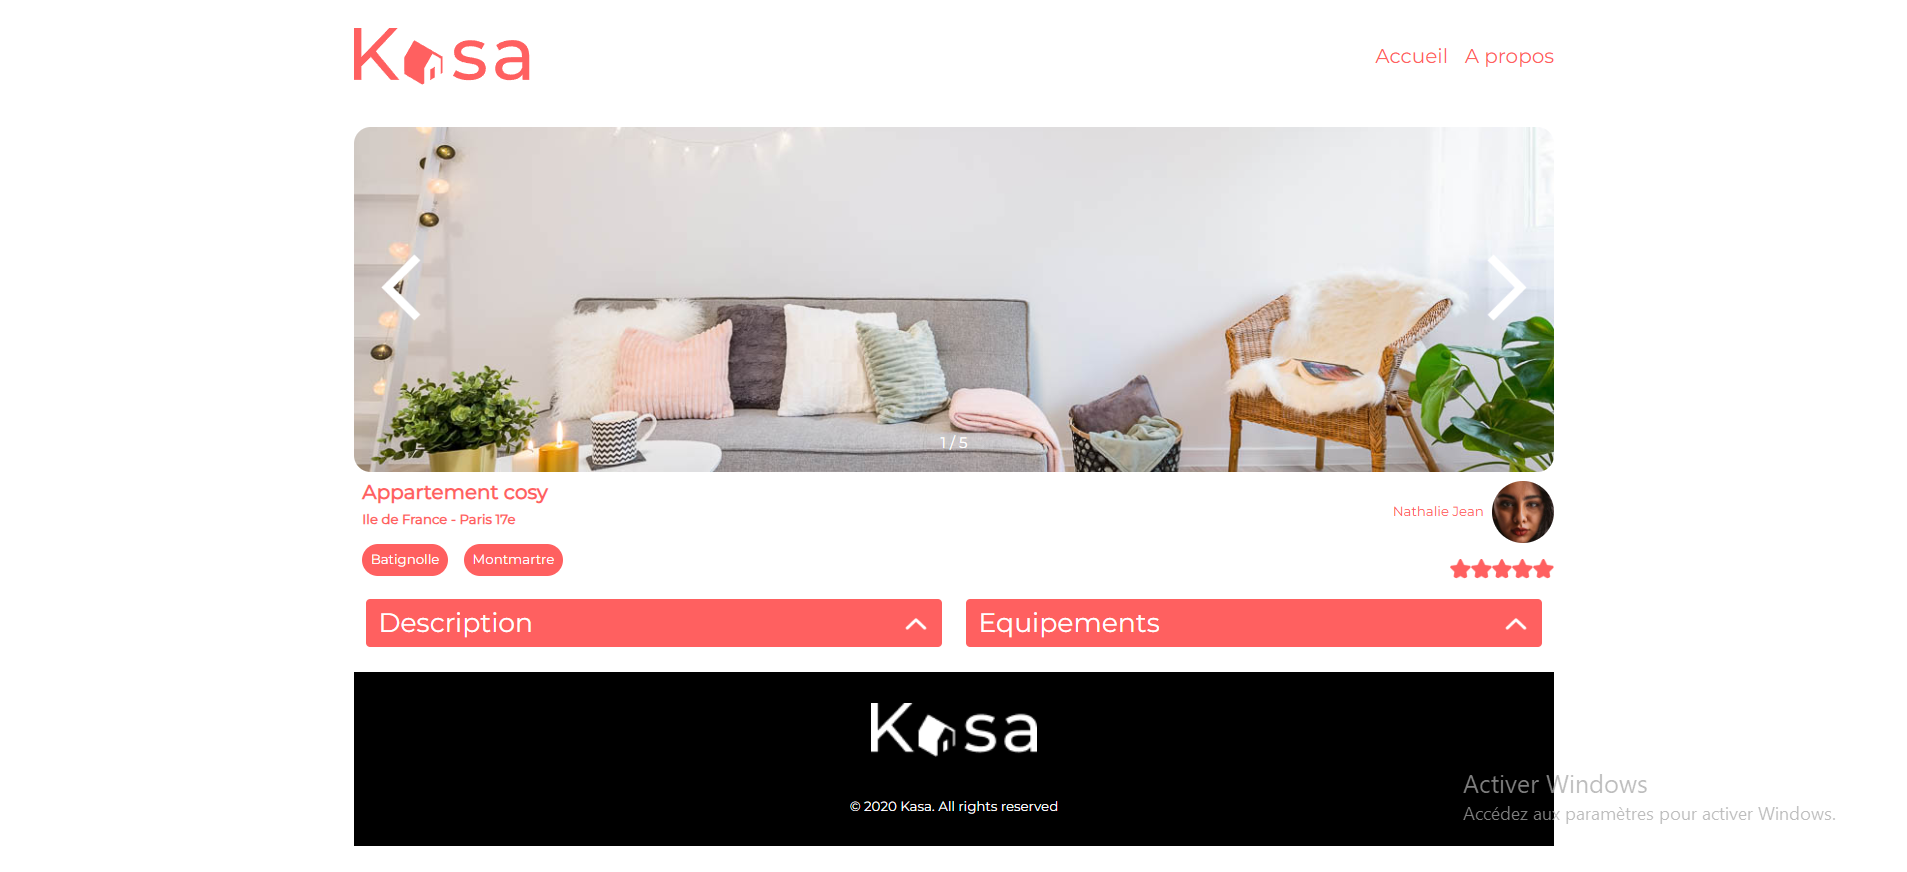 Kasa
Accueil A propos
1 / 5
Appartement cosy
Ile de France - Paris 17e
Nathalie Jean
Batignolle Montmartre
Description Equipements
Kasa
© 2020 Kasa. All rights reserved
Activer Windows
Accédez aux paramètres pour activer Windows.